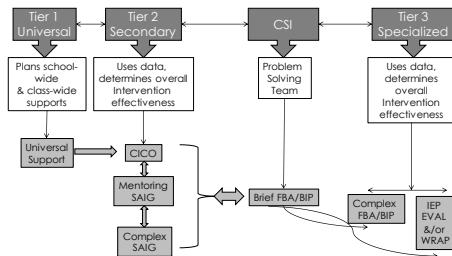 Tier 1
Universal
Tier 2
Secondary
CSI
Tier 3
Specialized
Plans school-
wide
& class-wide
supports
Uses data,
determines overall
Intervention
effectiveness
Problem
Solving
Team
Uses data,
determines
overall
Intervention
effectiveness
Universal
Support
CICO
Mentoring
SAIG
Complex
SAIG
Brief FBA/BIP
Complex
FBA/BIP
IEP
EVAL
&/or
WRAP